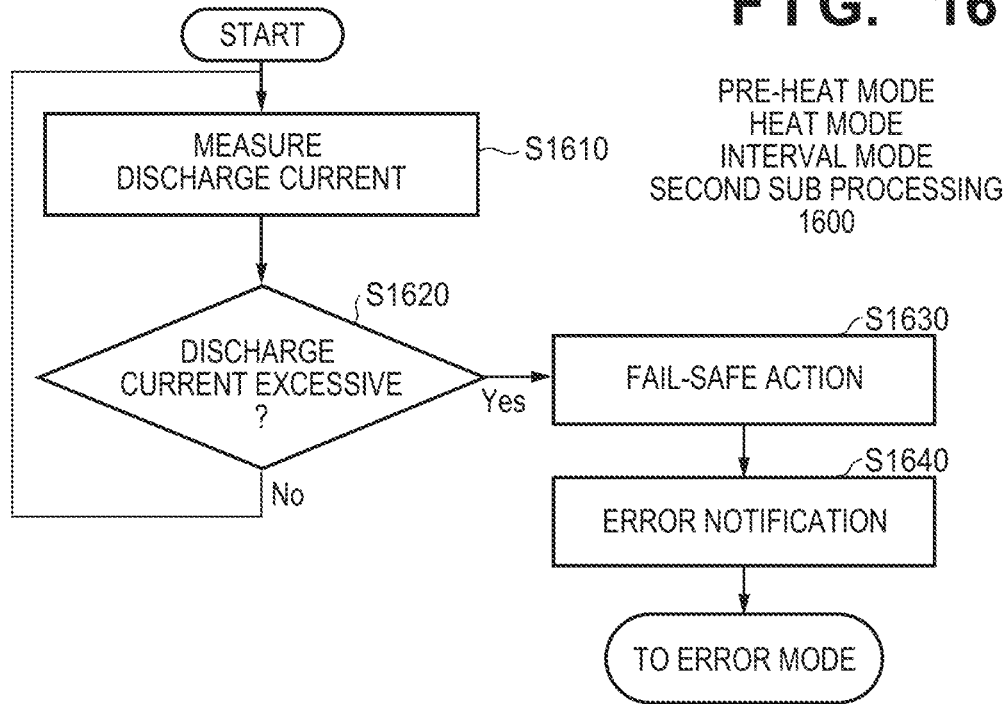 FIG. 16
START
PRE-HEAT MODE
HEAT MODE
INTERVAL MODE
SECOND SUB PROCESSING
1600
MEASURE
DISCHARGE CURRENT
S1610
S1620
DISCHARGE
CURRENT EXCESSIVE
?
Yes
No
S1630
FAIL-SAFE ACTION
S1640
ERROR NOTIFICATION
TO ERROR MODE